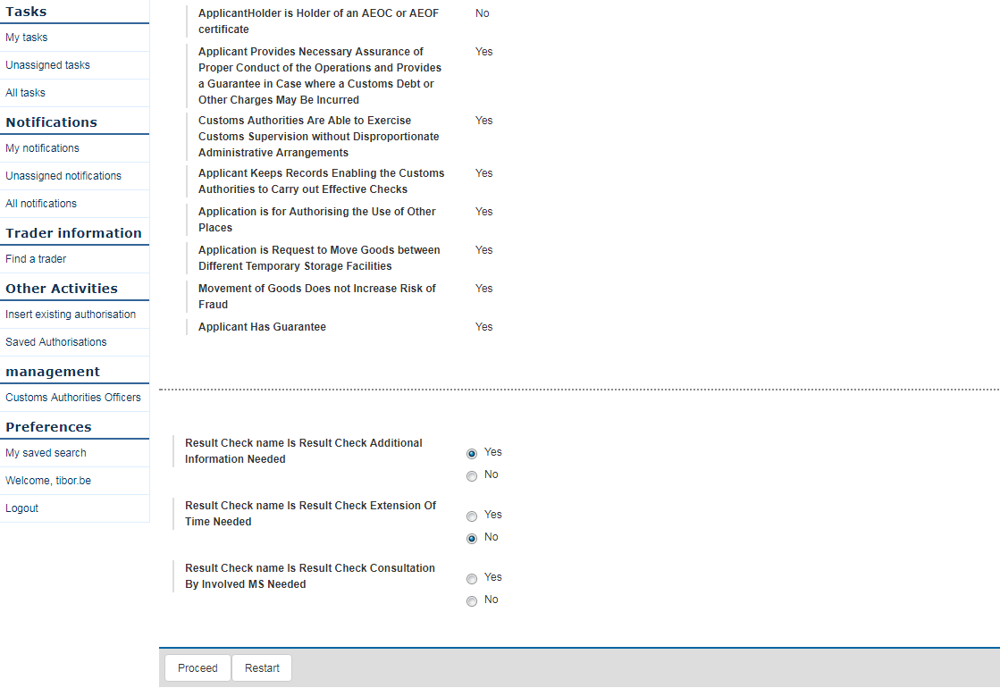 Tasks
My tasks
Unassigned tasks
All tasks
Notifications
My notifications
Unassigned notifications
All notifications
Trader information
Find a trader
Other Activities
Insert existing authorisation
Saved Authorisations
management
Customs Authorities Officers
Preferences
My saved search
Welcome, tibor.be
Logout
ApplicantHolder is Holder of an AEOC or AEOF No
certificate
Applicant Provides Necessary Assurance of Yes
Proper Conduct of the Operations and Provides
a Guarantee in Case where a Customs Debt or
Other Charges May Be Incurred
Customs Authorities Are Able to Exercise Yes
Customs Supervision without Disproportionate
Administrative Arrangements
Applicant Keeps Records Enabling the Customs Yes
Authorities to Carry out Effective Checks
Application is for Authorising the Use of Other Yes
Places
Application is Request to Move Goods between Yes
Different Temporary Storage Facilities
Movement of Goods Does not Increase Risk of Yes
Fraud
Applicant Has Guarantee Yes
Result Check name Is Result Check Additional
Information Needed
Yes
No
Result Check name Is Result Check Extension Of
Time Needed
Yes
No
Result Check name Is Result Check Consultation
By Involved MS Needed
Yes
No
Proceed Restart